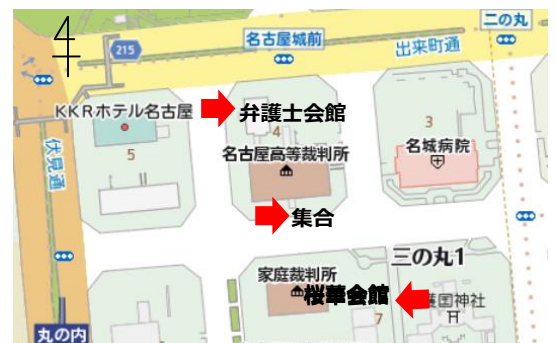 二の丸
215
名古屋城前
出来町通
KKRホテル名古屋
弁護士会館
4
3
伏見通
5
名古屋高等裁判所
名城病院
集合
三の丸1
家庭裁判所
桜華会館
護国神社
7
丸の内